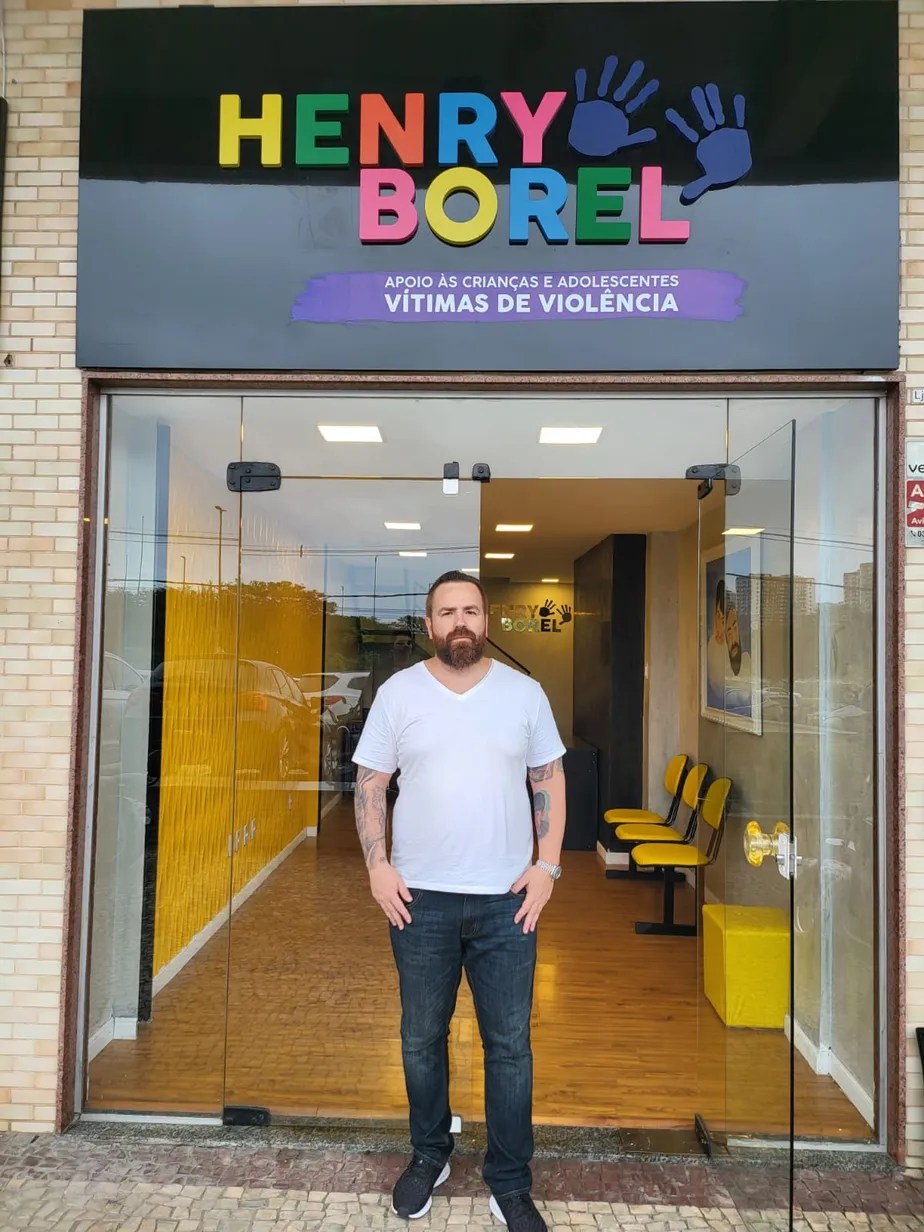 HENRY
BOREL
APOIO ÀS CRIANÇAS E ADOLESCENTES
VÍTIMAS DE VIOLÊNCIA
HENRY
BOREL